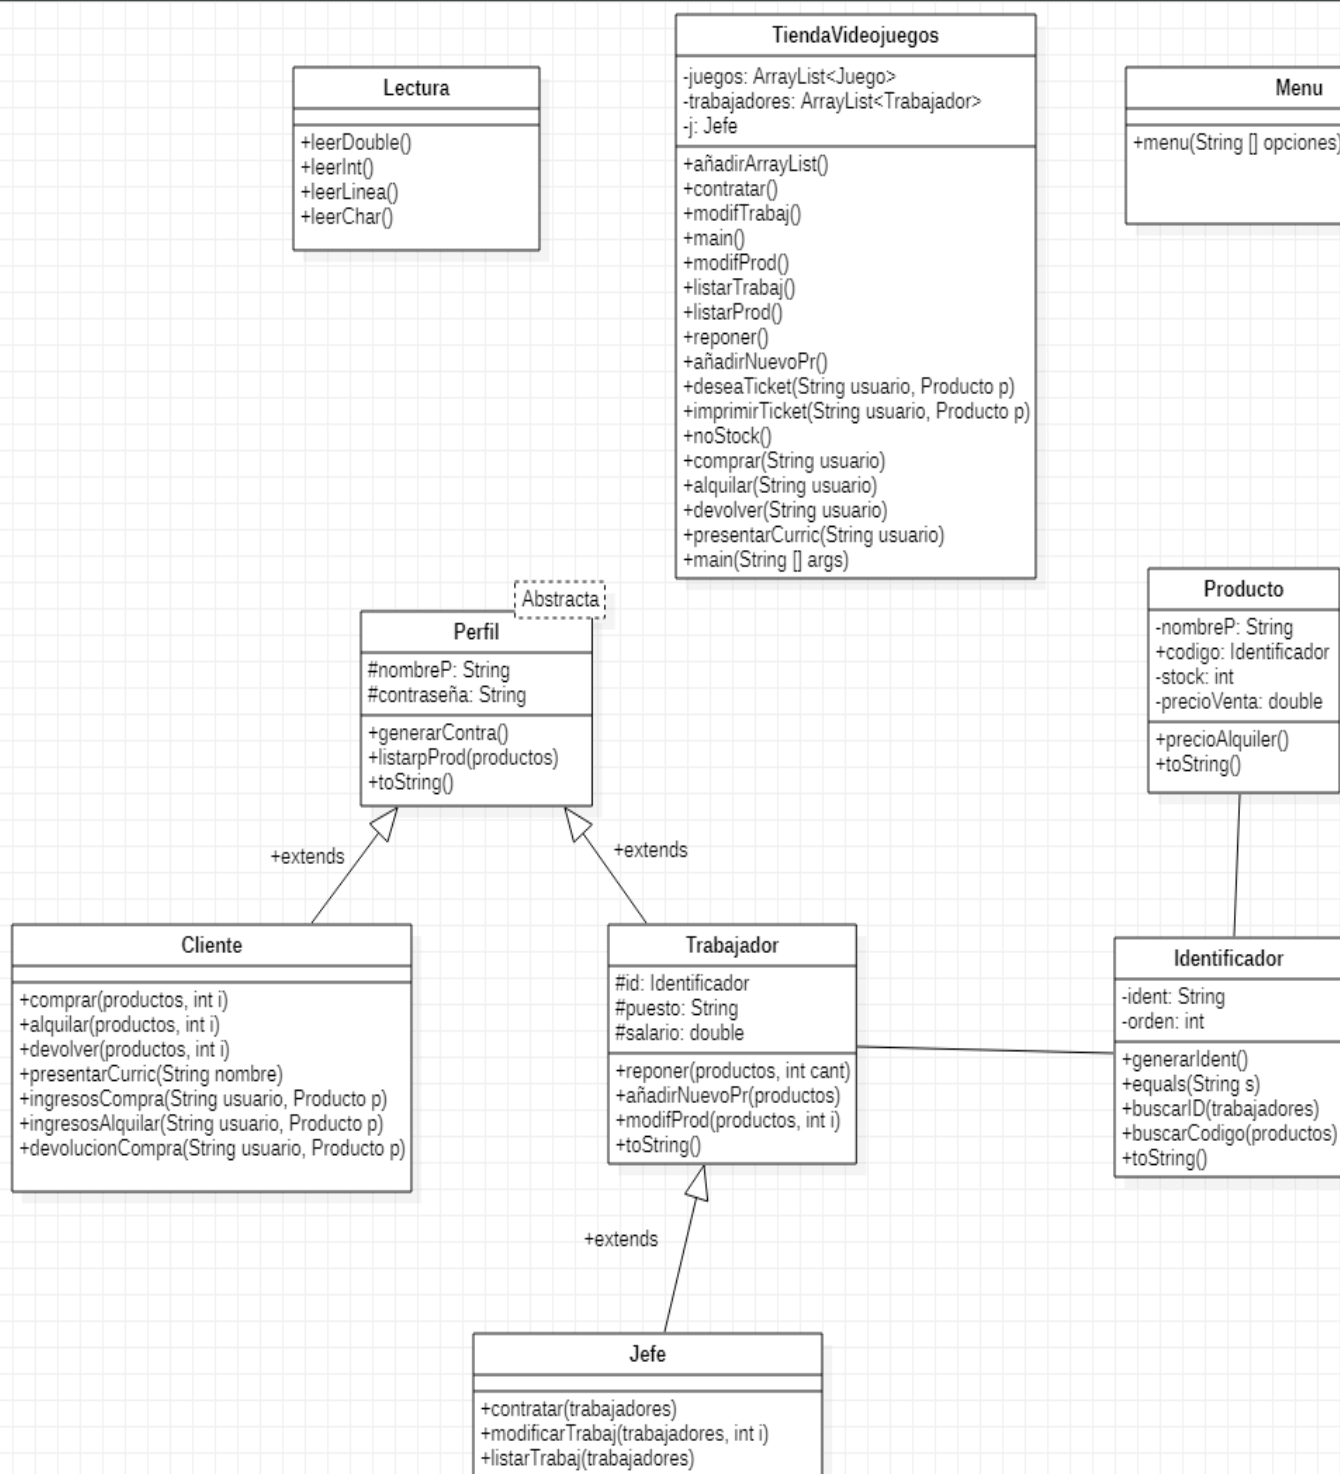 TiendaVideojuegos
-juegos: ArrayList<Juego>
-trabajadores: ArrayList<Trabajador>
-j: Jefe
+añadirArrayList()
+contratar()
+modifTrabaj()
+main()
+modifProd()
+listarTrabaj()
+listarProd()
+reponer()
+añadirNuevoPr()
+deseaTicket(String usuario, Producto p)
+imprimirTicket(String usuario, Producto p)
+noStock()
+comprar(String usuario)
+alquilar(String usuario)
+devolver(String usuario)
+presentarCurric(String usuario)
+main(String [] args)
Lectura
+leerDouble()
+leerInt()
+leerLinea()
+leerChar()
Menu
+menu(String [] opciones)
Abstracta
Perfil
#nombreP: String
#contraseña: String
+generarContra()
+listarpProd(productos)
+toString()
Producto
-nombreP: String
+codigo: Identificador
-stock: int
-precioVenta: double
+precioAlquiler()
+toString()
+extends
+extends
Cliente
+comprar(productos, int i)
+alquilar(productos, int i)
+devolver(productos, int i)
+presentarCurric(String nombre)
+ingresosCompra(String usuario, Producto p)
+ingresosAlquilar(String usuario, Producto p)
+devolucionCompra(String usuario, Producto p)
Trabajador
#id: Identificador
#puesto: String
#salario: double
+reponer(productos, int cant)
+añadirNuevoPr(productos)
+modifProd(productos, int i)
+toString()
Identificador
-ident: String
-orden: int
+generarIdent()
+equals(String s)
+buscarID(trabajadores)
+buscarCodigo(productos)
+toString()
+extends
Jefe
+contratar(trabajadores)
+modificarTrabaj(trabajadores, int i)
+listarTrabaj(trabajadores)